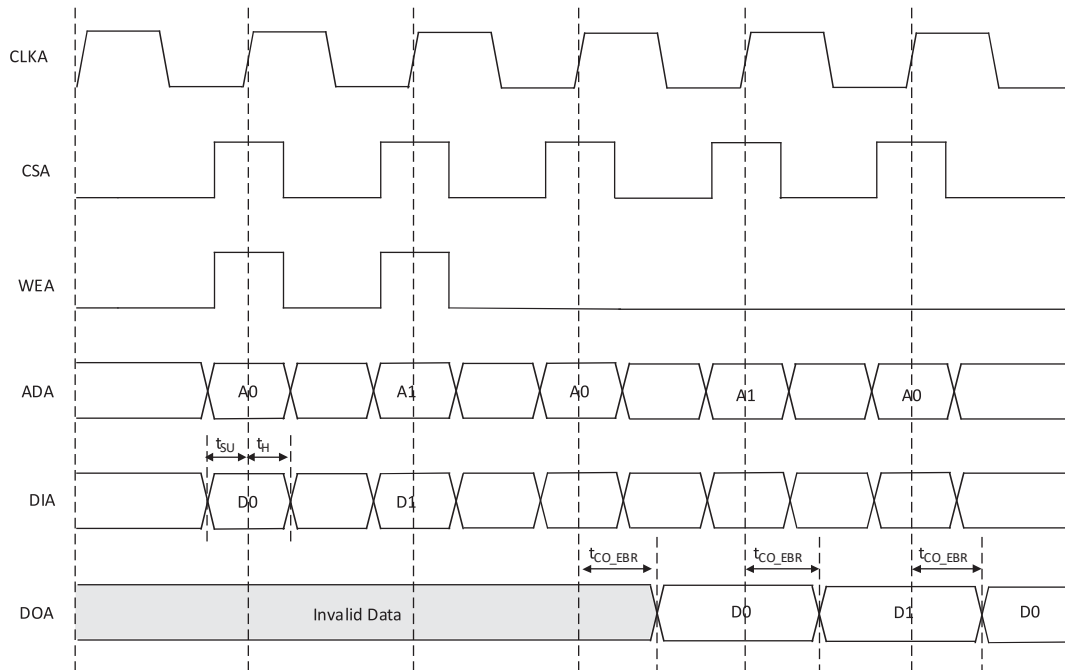 CLKA
CSA
WEA
ADA A0 A1 A0 A1 A0
tSU tH
DIA D0 D1
tCO_EBR tCO_EBR tCO_EBR
DOA Invalid Data D0 D1 D0